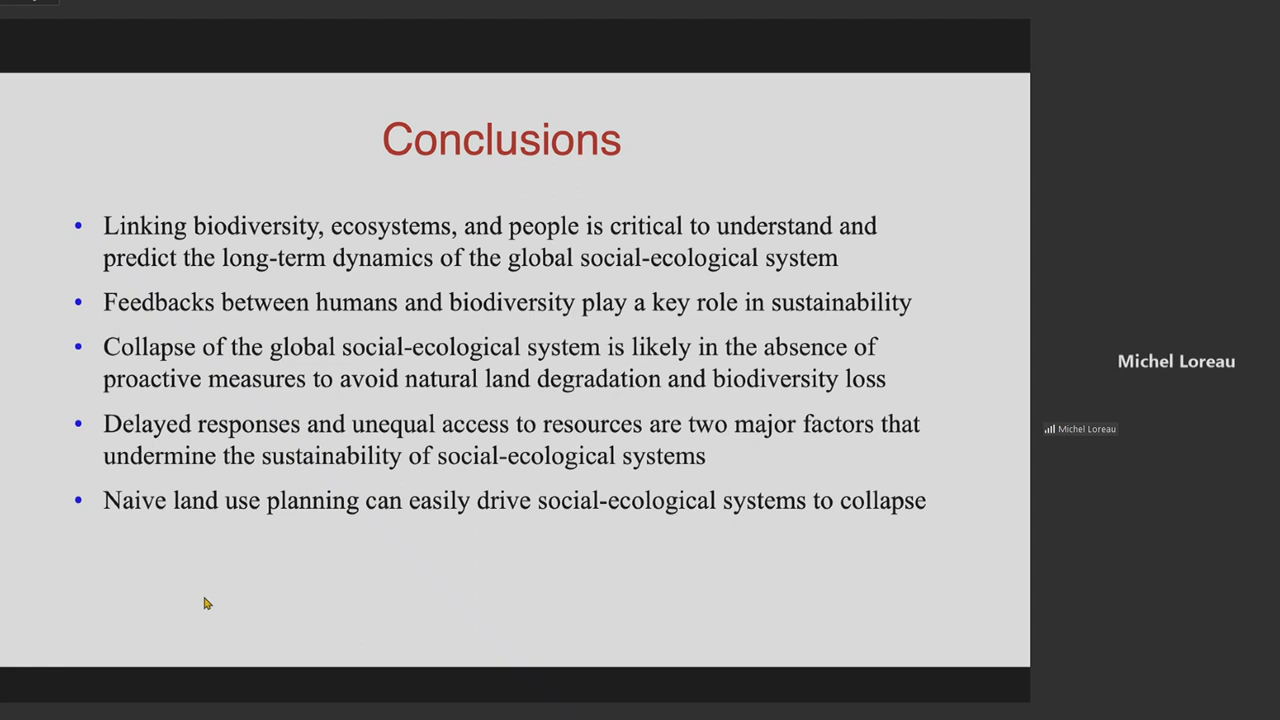 Conclusions
• Linking biodiversity, ecosystems, and people is critical to understand and
predict the long-term dynamics of the global social-ecological system
• Feedbacks between humans and biodiversity play a key role in sustainability
• Collapse of the global social-ecological system is likely in the absence of
proactive measures to avoid natural land degradation and biodiversity loss
• Delayed responses and unequal access to resources are two major factors that
undermine the sustainability of social-ecological systems
• Naive land use planning can easily drive social-ecological systems to collapse
Michel Loreau
Michel Loreau